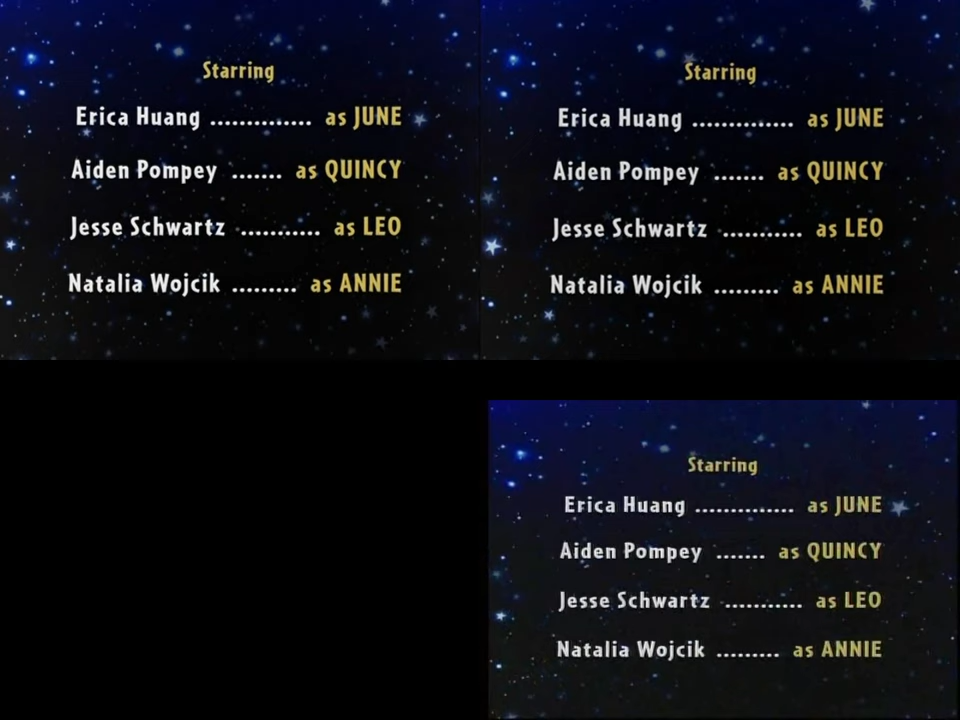 Starring
Erica Huang .............. as JUNE
Aiden Pompey ....... as QUINCY
Jesse Schwartz ........... as LEO
Natalia Wojcik ......... as ANNIE
Starring
Erica Huang .............. as JUNE
Aiden Pompey ....... as QUINCY
Jesse Schwartz ........... as LEO
Natalia Wojcik ......... as ANNIE
Starring
Erica Huang .............. as JUNE
Aiden Pompey ....... as QUINCY
Jesse Schwartz ........... as LEO
Natalia Wojcik ......... as ANNIE